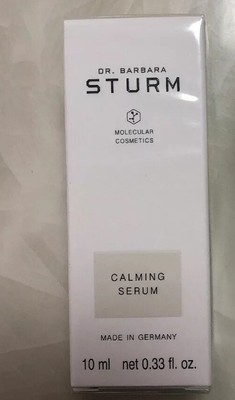 DR. BARBARA
STURM
MOLECULAR
COSMETICS
CALMING
SERUM
MADE IN GERMANY
10 ml net 0.33 fl. oz.